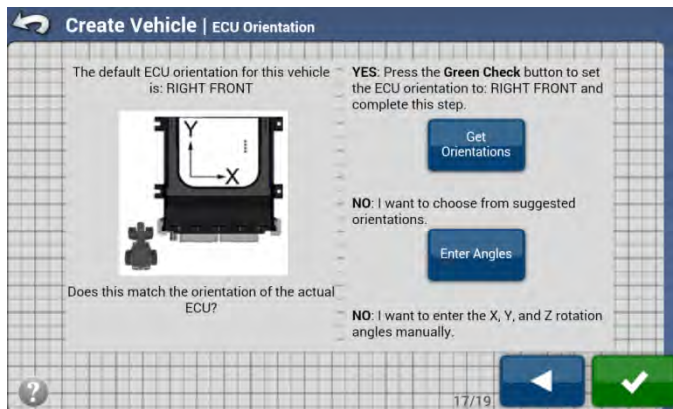 Create Vehicle | ECU Orientation
The default ECU orientation for this vehicle
is: RIGHT FRONT
Y
X
Does this match the orientation of the actual
ECU?
YES: Press the Green Check button to set
the ECU orientation to: RIGHT FRONT and
complete this step.
Get
Orientations
NO: I want to choose from suggested
orientations.
Enter Angles
NO: I want to enter the X, Y, and Z rotation
angles manually.
?
17/19